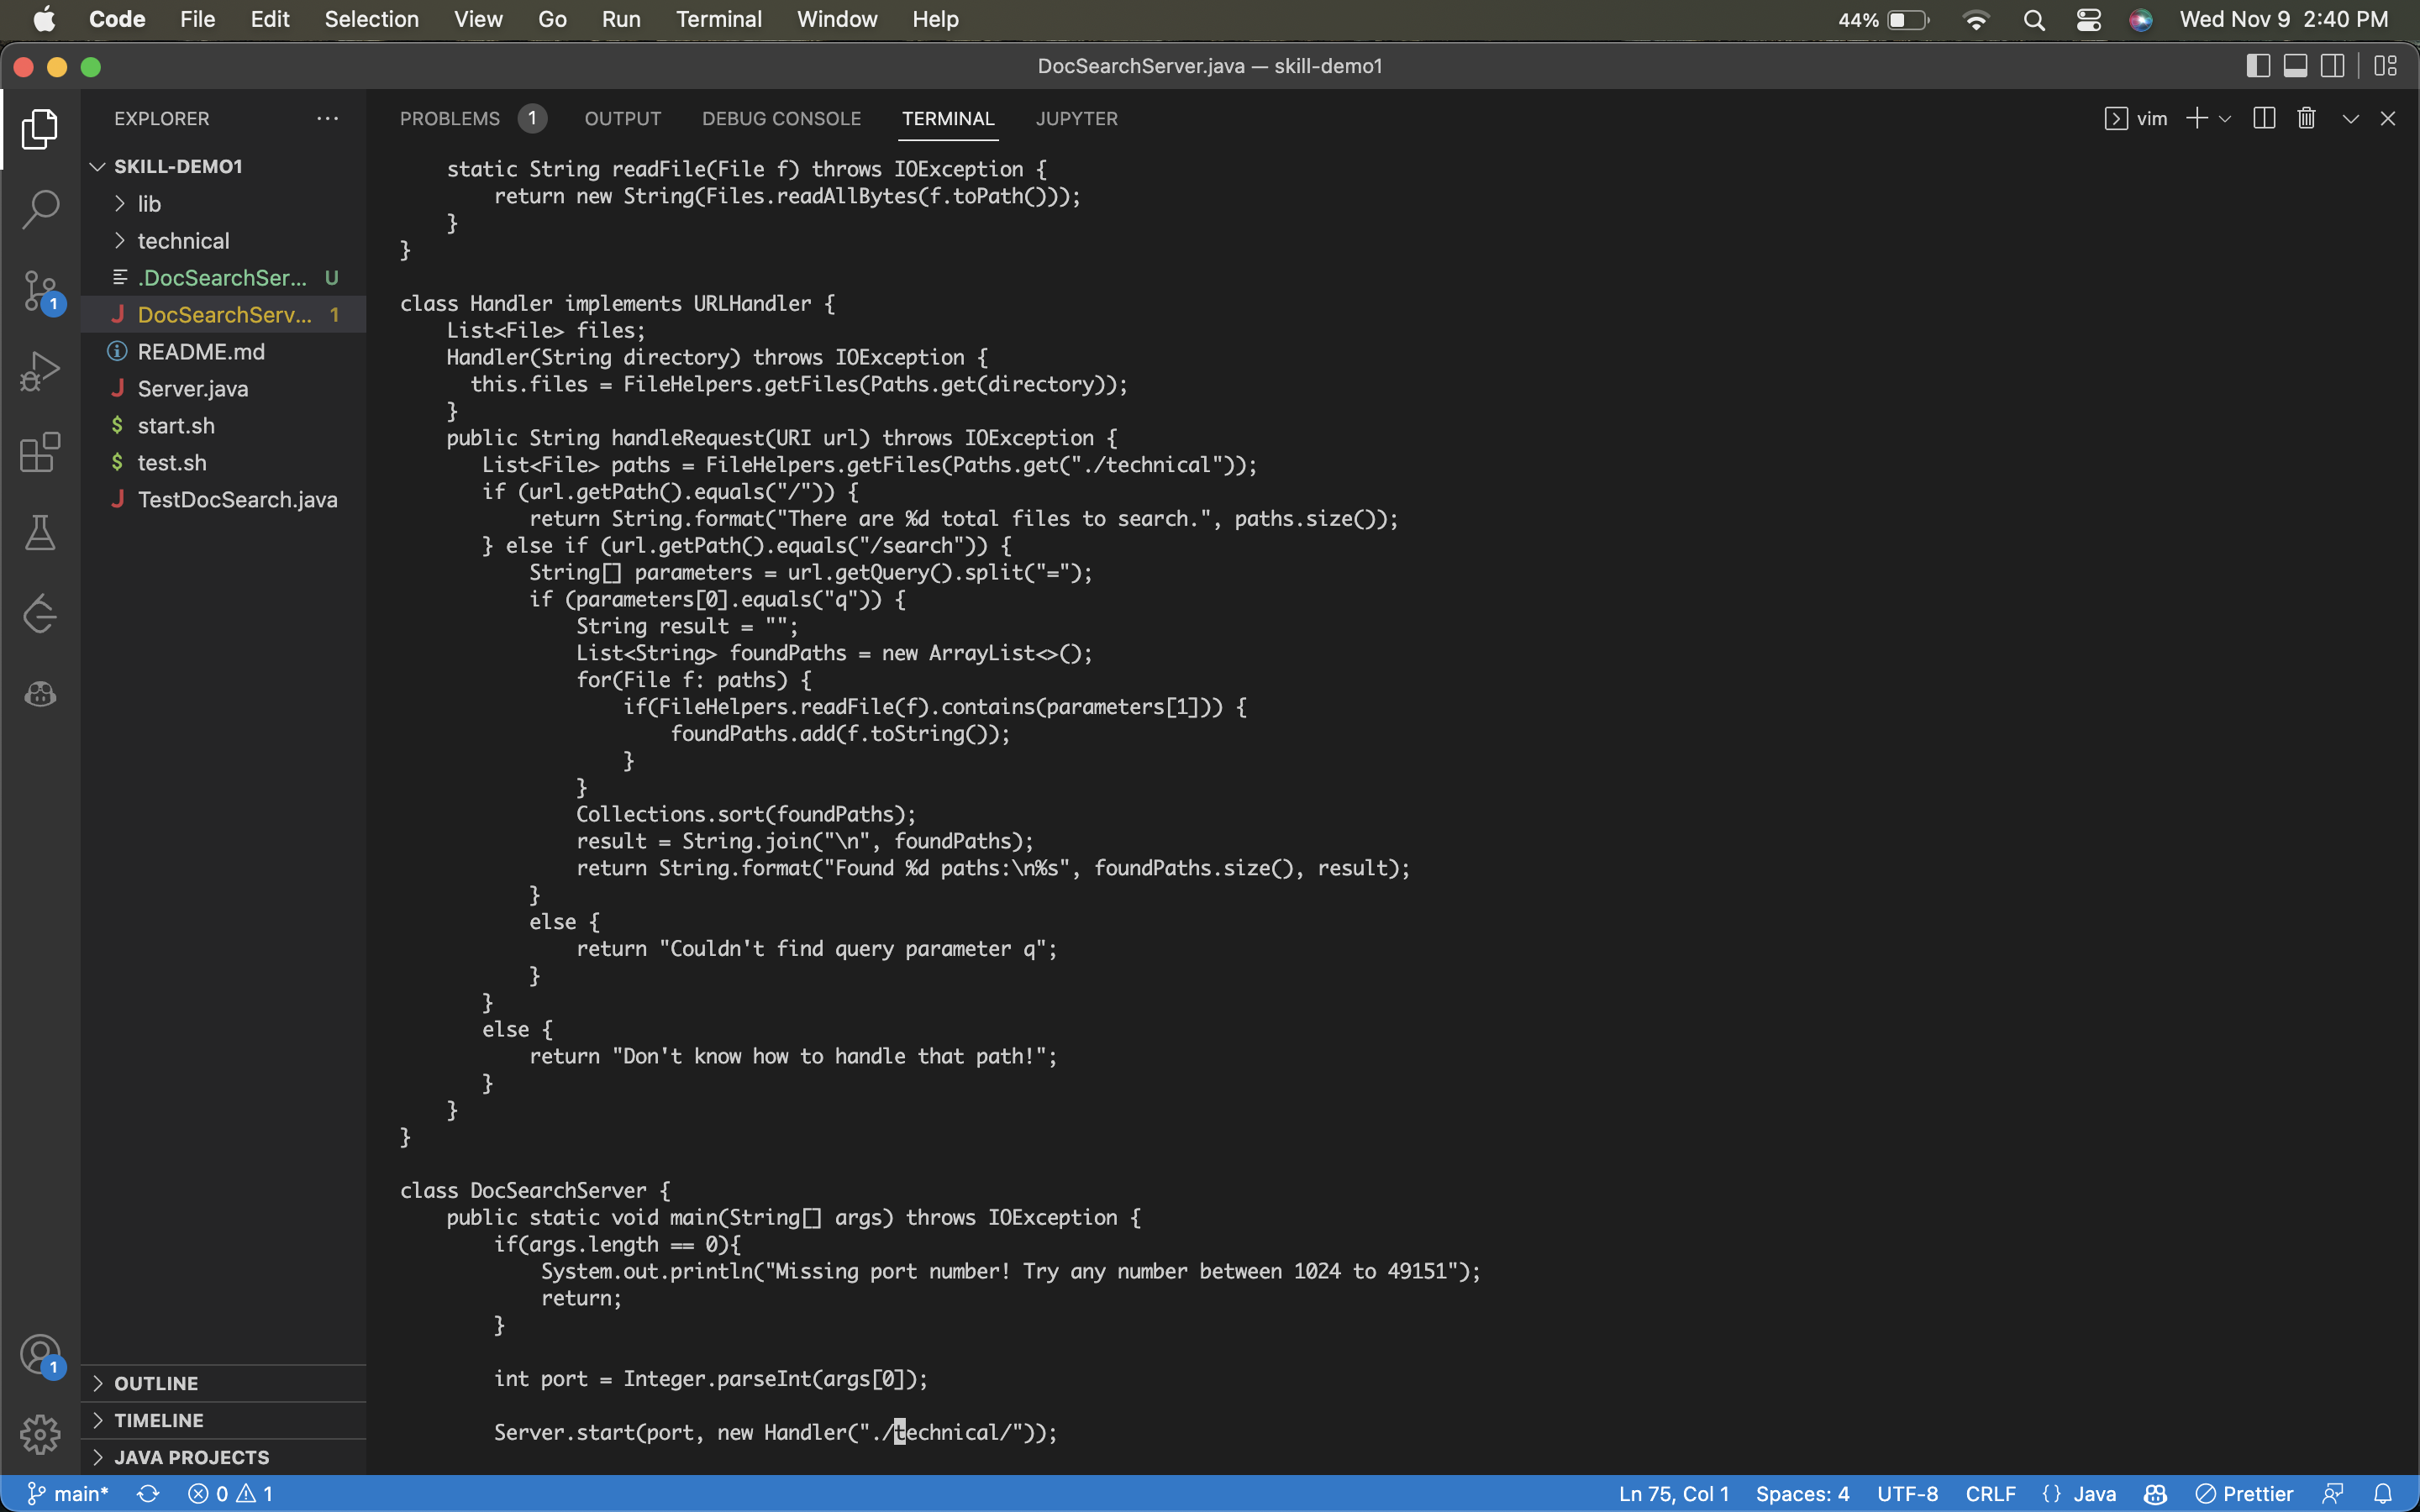 Code File Edit Selection View Go Run Terminal Window Help 44% Wed Nov 9 2:40 PM
DocSearchServer.java — skill-demo1
EXPLORER ···
SKILL-DEMO1
lib
technical
.DocSearchSer... U
DocSearchServ... 1
README.md
Server.java
start.sh
test.sh
TestDocSearch.java
OUTLINE
TIMELINE
JAVA PROJECTS
1
1
PROBLEMS 1 OUTPUT DEBUG CONSOLE TERMINAL JUPYTER vim
    static String readFile(File f) throws IOException {
        return new String(Files.readAllBytes(f.toPath()));
    }
}
class Handler implements URLHandler {
    List<File> files;
    Handler(String directory) throws IOException {
      this.files = FileHelpers.getFiles(Paths.get(directory));
    }
    public String handleRequest(URI url) throws IOException {
       List<File> paths = FileHelpers.getFiles(Paths.get("./technical"));
       if (url.getPath().equals("/")) {
           return String.format("There are %d total files to search.", paths.size());
       } else if (url.getPath().equals("/search")) {
           String[] parameters = url.getQuery().split("=");
           if (parameters[0].equals("q")) {
               String result = "";
               List<String> foundPaths = new ArrayList<>();
               for(File f: paths) {
                   if(FileHelpers.readFile(f).contains(parameters[1])) {
                       foundPaths.add(f.toString());
                   }
               }
               Collections.sort(foundPaths);
               result = String.join("\n", foundPaths);
               return String.format("Found %d paths:\n%s", foundPaths.size(), result);
           }
           else {
               return "Couldn't find query parameter q";
           }
       }
       else {
           return "Don't know how to handle that path!";
       }
    }
}
class DocSearchServer {
    public static void main(String[] args) throws IOException {
        if(args.length == 0){
            System.out.println("Missing port number! Try any number between 1024 to 49151");
            return;
        }
        int port = Integer.parseInt(args[0]);
        Server.start(port, new Handler("./technical/"));
main* 0 1 Ln 75, Col 1 Spaces: 4 UTF-8 CRLF {} Java Prettier